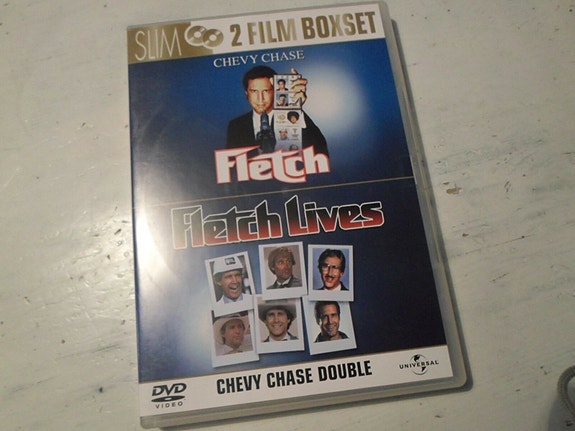 SLIM 2 FILM BOXSET
CHEVY CHASE
Fletch
Fletch Lives
DVD
VIDEO
CHEVY CHASE DOUBLE
UNIVERSAL